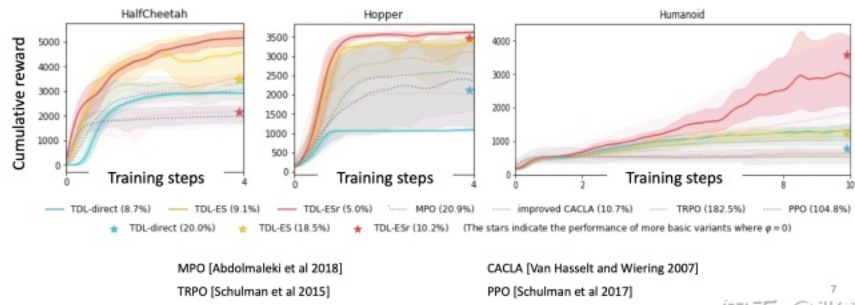 HalfCheetah Hopper Humanoid
Cumulative reward
5000
4000
3000
2000
1000
0
3500
3000
2500
2000
1500
1000
500
0
4000
3000
2000
1000
0
0 Training steps 4 0 Training steps 4 0 2 Training steps 8 10
TDL-direct (8.7%) TDL-ES (9.1%) TDL-ESr (5.0%) MPO (20.9%) improved CACLA (10.7%) TRPO (182.5%) PPO (104.8%)
TDL-direct (20.0%) TDL-ES (18.5%) TDL-ESr (10.2%) (The stars indicate the performance of more basic variants where φ=0)
MPO [Abdolmaleki et al 2018] CACLA [Van Hasselt and Wiering 2007]
TRPO [Schulman et al 2015] PPO [Schulman et al 2017]
7